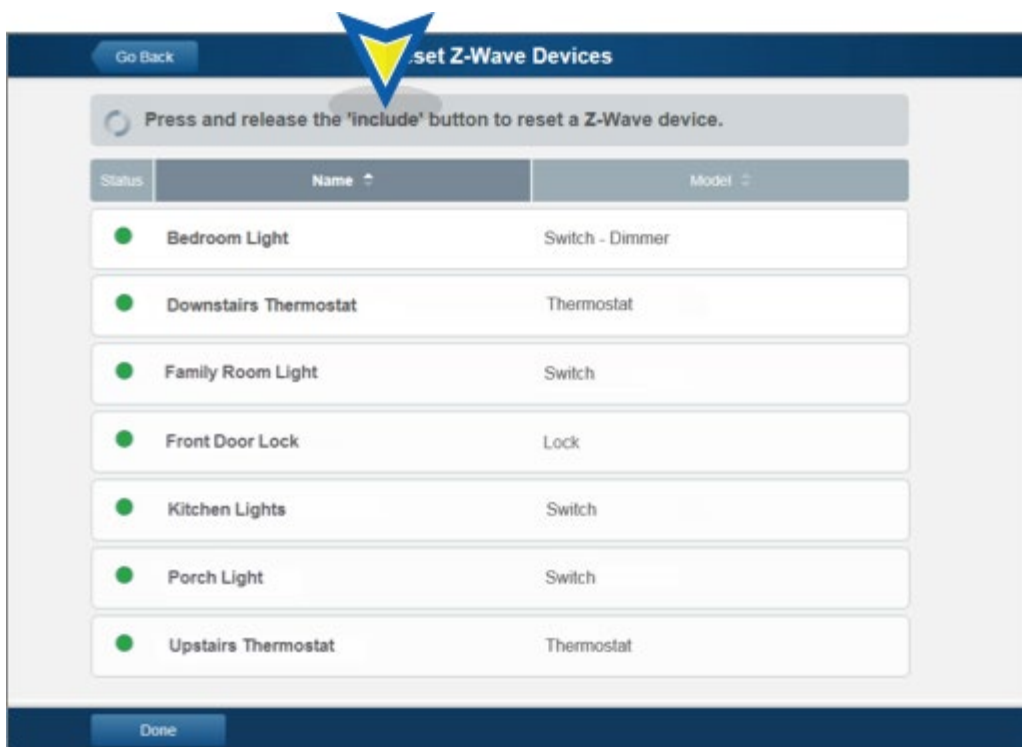 Go Back
set Z-Wave Devices
Press and release the 'include' button to reset a Z-Wave device.
Status Name Model
Bedroom Light Switch - Dimmer
Downstairs Thermostat Thermostat
Family Room Light Switch
Front Door Lock Lock
Kitchen Lights Switch
Porch Light Switch
Upstairs Thermostat Thermostat
Done